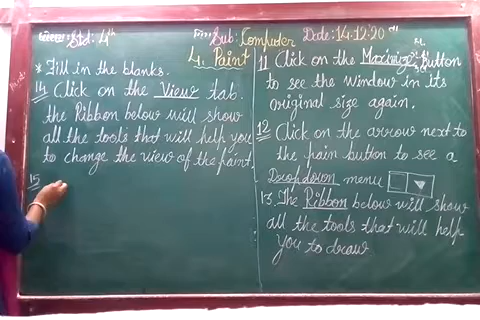 Std: 4th
Sub: Computer
Date: 14.12.20
4. Paint
* Fill in the blanks.
14 Click on the View tab.
the Ribbon below will show
all the tools that will help you
to change the view of the paint
15
11 Click on the Maximize button
to see the window in its
original size again.
12 Click on the arrow next to
the pain button to see a
Dropdown menu
13. The Ribbon below will show
all the tools that will help
you to draw